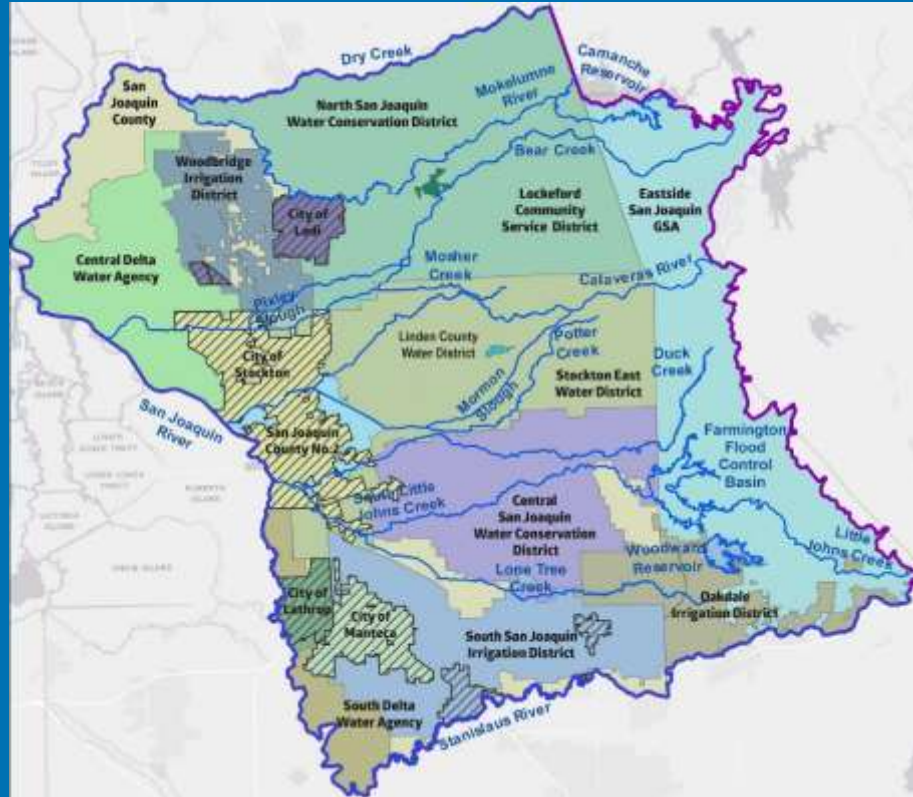 Dry Creek
Camanche
Reservoir
San
Joaquin
County
North San Joaquin
Water Conservation District
Mokelumne
River
Bear Creek
Woodbridge
Irrigation
District
City of
Lodi
Lockeford
Community
Service District
Eastside
San Joaquin
GSA
Central Delta
Water Agency
Mosher
Creek
Calaveras River
Pixley
Slough
City of
Stockton
Linden County
Water District
Potter
Creek
Mormon
Slough
Stockton East
Water District
Duck
Creek
San Joaquin
River
San Joaquin
County No.2
Farmington
Flood
Control
Basin
South Little
Johns Creek
Central
San Joaquin
Water Conservation
District
Little
Johns Creek
Woodward
Reservoir
Lone Tree
Creek
Oakdale
Irrigation District
City of
Lathrop
City of
Manteca
South San Joaquin
Irrigation District
South Delta
Water Agency
Stanislaus River